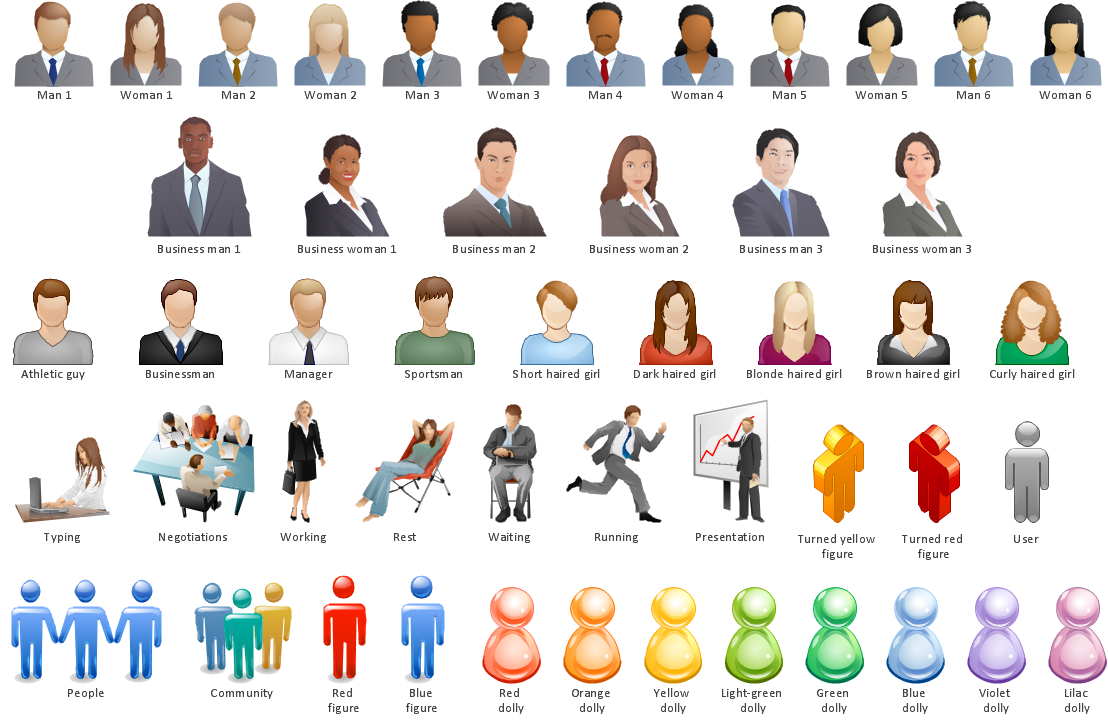 Man 1 Woman 1 Man 2 Woman 2 Man 3 Woman 3 Man 4 Woman 4 Man 5 Woman 5 Man 6 Woman 6
Business man 1 Business woman 1 Business man 2 Business woman 2 Business man 3 Business woman 3
Athletic guy Businessman Manager Sportsman Short haired girl Dark haired girl Blonde haired girl Brown haired girl Curly haired girl
Typing Negotiations Working Rest Waiting Running Presentation Turned yellow Turned red User
figure figure
People Community Red Blue Red Orange Yellow Light-green Green Blue Violet Lilac
figure figure dolly dolly dolly dolly dolly dolly dolly dolly